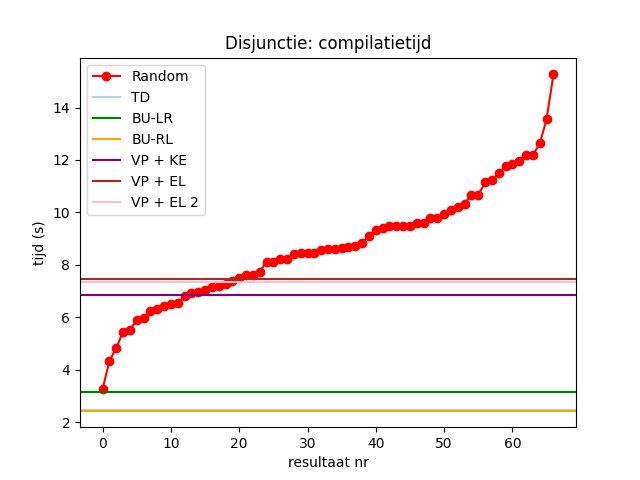 Disjunctie: compilatietijd
Random
TD
BU-LR
BU-RL
VP + KE
VP + EL
VP + EL 2
tijd (s)
14
12
10
8
6
4
2
0 10 20 30 40 50 60
resultaat nr